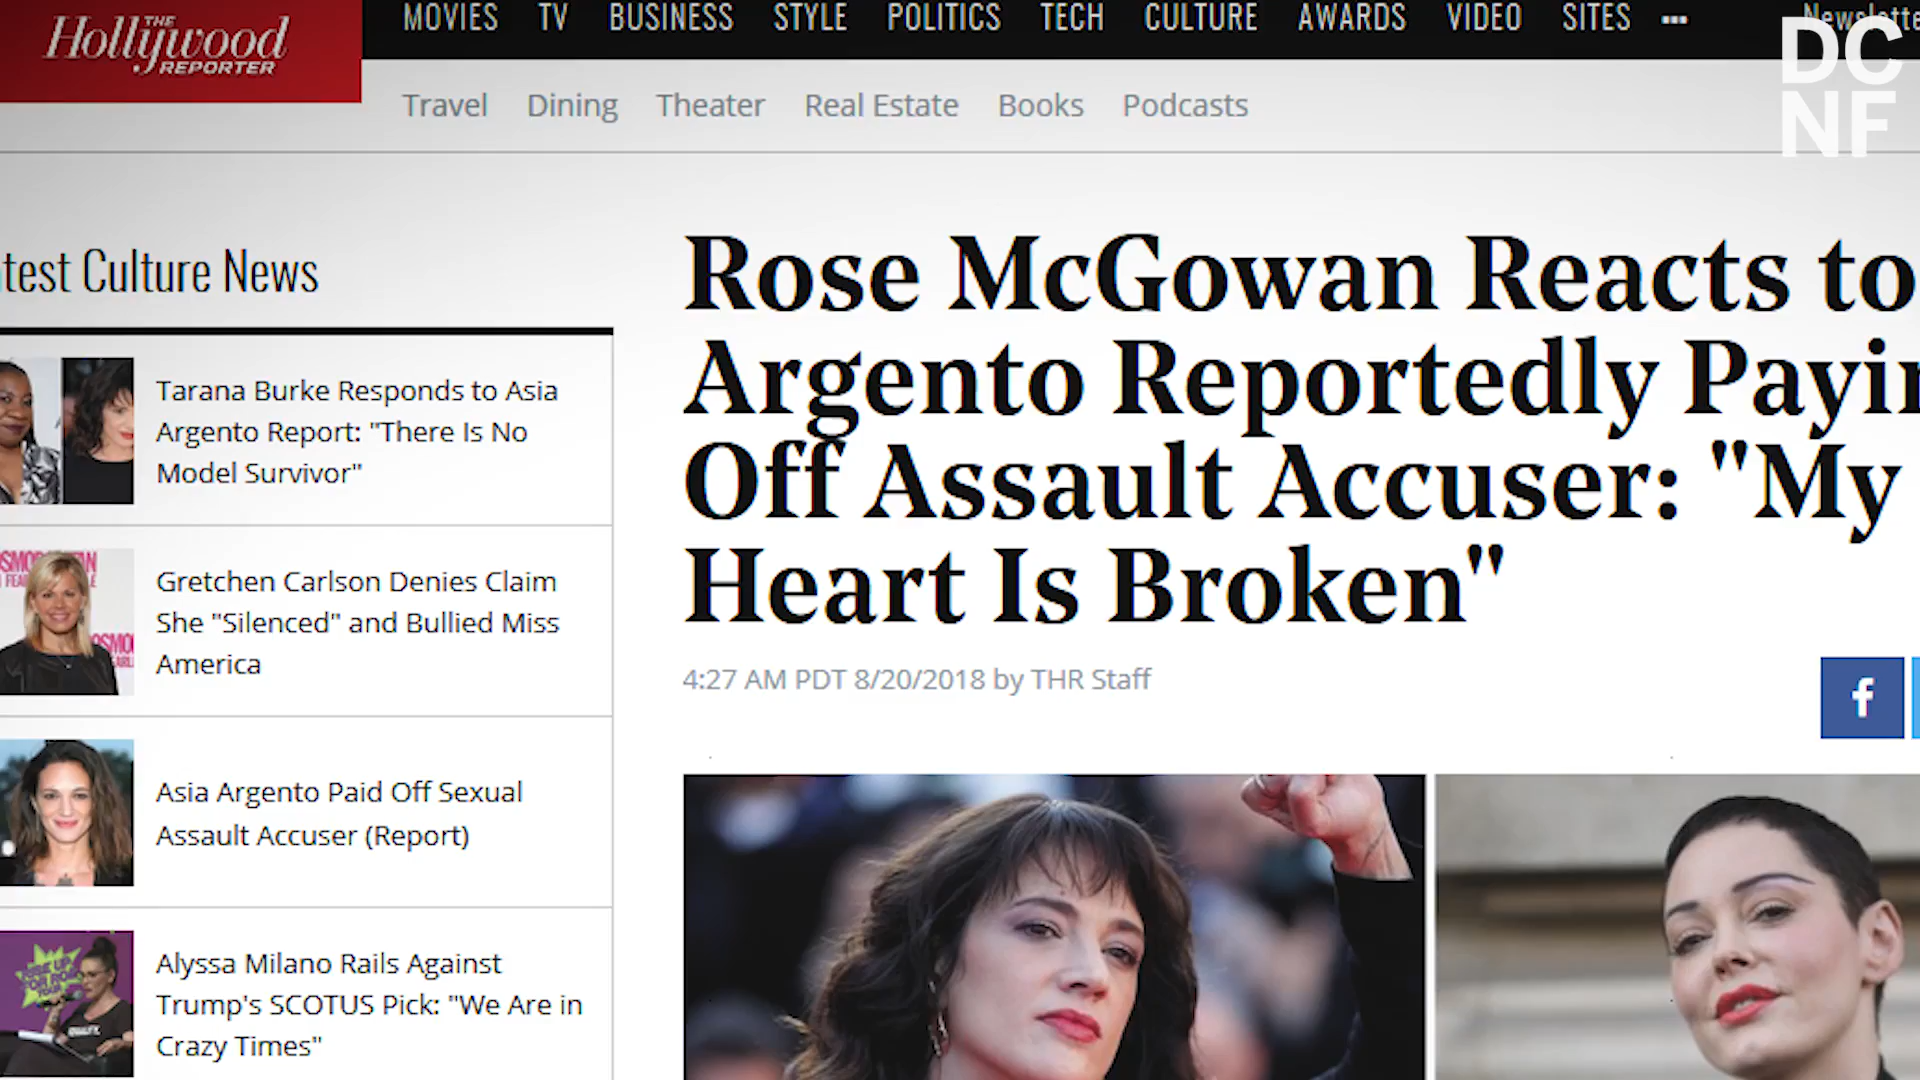 THE
Hollywood
REPORTER
MOVIES TV BUSINESS STYLE POLITICS TECH CULTURE AWARDS VIDEO SITES •••
DC
NF
Travel Dining Theater Real Estate Books Podcasts
test Culture News
Tarana Burke Responds to Asia
Argento Report: "There Is No
Model Survivor"
Gretchen Carlson Denies Claim
She "Silenced" and Bullied Miss
America
Asia Argento Paid Off Sexual
Assault Accuser (Report)
Alyssa Milano Rails Against
Trump's SCOTUS Pick: "We Are in
Crazy Times"
Rose McGowan Reacts to
Argento Reportedly Payin
Off Assault Accuser: "My
Heart Is Broken"
4:27 AM PDT 8/20/2018 by THR Staff
f